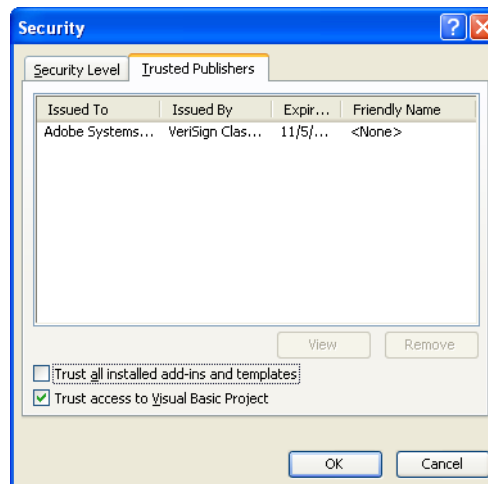 Security
Security Level Trusted Publishers
Issued To Issued By Expir... Friendly Name
Adobe Systems... VeriSign Clas... 11/5/... <None>
View Remove
Trust all installed add-ins and templates
Trust access to Visual Basic Project
OK Cancel